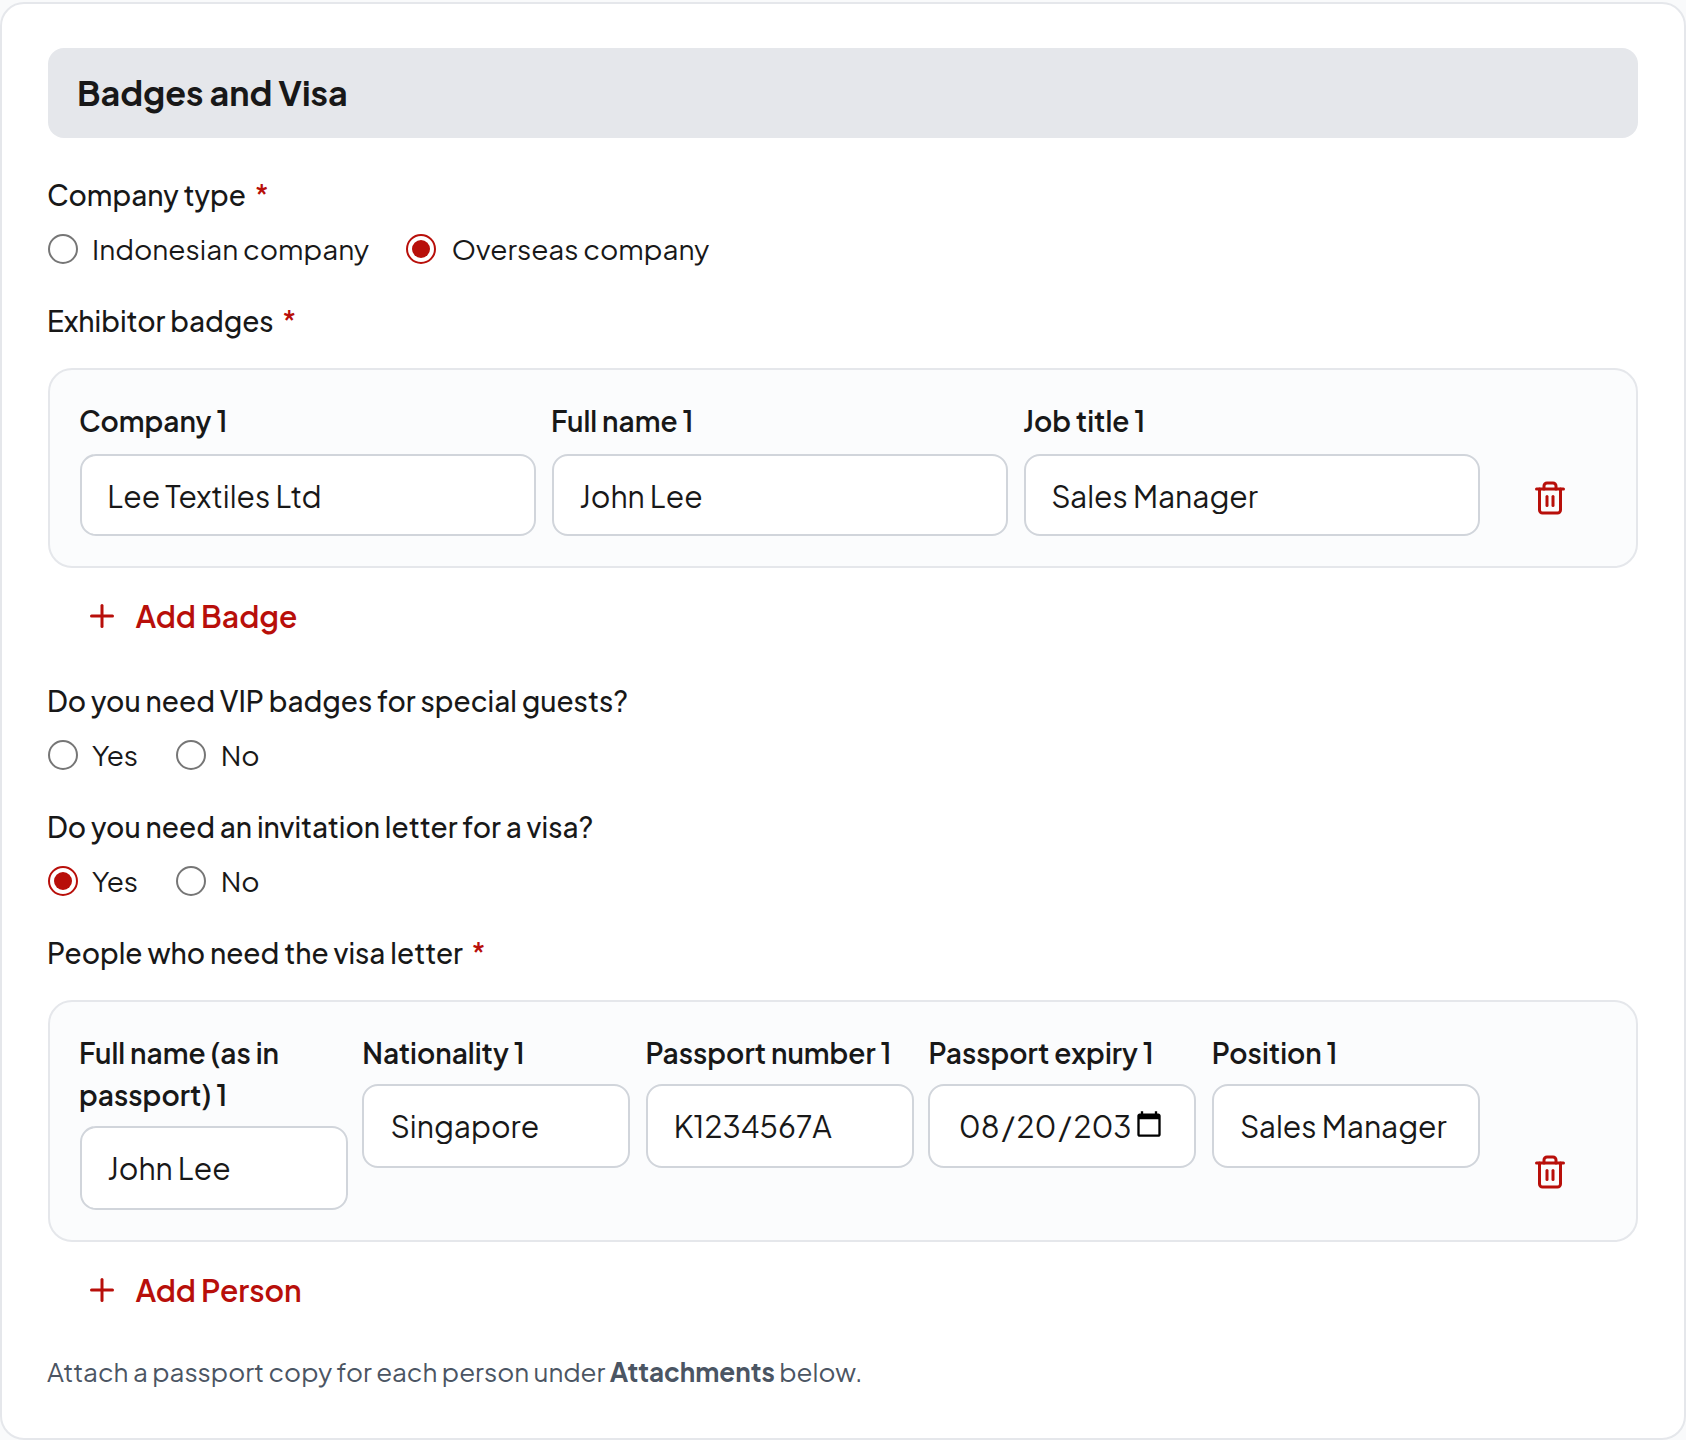 Badges and Visa
Company type *
Indonesian company Overseas company
Exhibitor badges *
Company 1 Full name 1 Job title 1
Lee Textiles Ltd John Lee Sales Manager
+ Add Badge
Do you need VIP badges for special guests?
Yes No
Do you need an invitation letter for a visa?
Yes No
People who need the visa letter *
Full name (as in passport) 1 Nationality 1 Passport number 1 Passport expiry 1 Position 1
John Lee Singapore K1234567A 08/20/203 Sales Manager
+ Add Person
Attach a passport copy for each person under Attachments below.